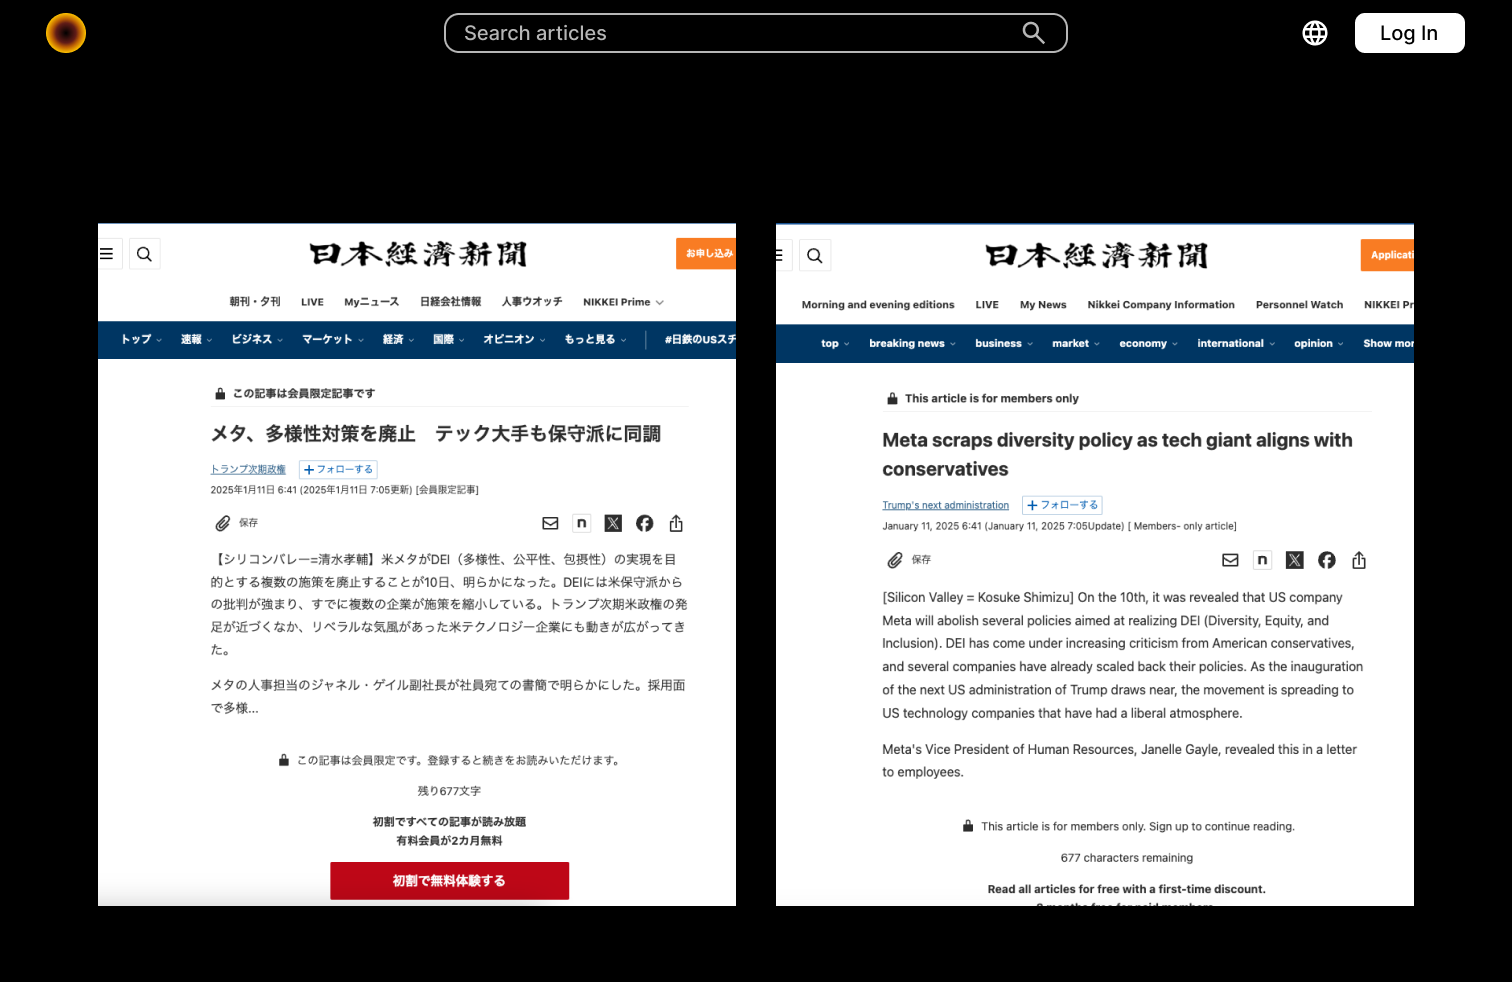 Search articles
Log In
日本経済新聞
お申し込み
朝刊・夕刊 LIVE Myニュース 日経会社情報 人事ウオッチ NIKKEI Prime
トップ 速報 ビジネス マーケット 経済 国際 オピニオン もっと見る #日鉄のUSスチ
この記事は会員限定記事です
メタ、多様性対策を廃止　テック大手も保守派に同調
トランプ次期政権 +フォローする
2025年1月11日 6:41 (2025年1月11日 7:05更新) [会員限定記事]
保存
【シリコンバレー=清水孝輔】米メタがDEI（多様性、公平性、包摂性）の実現を目
的とする複数の施策を廃止することが10日、明らかになった。DEIには米保守派から
の批判が強まり、すでに複数の企業が施策を縮小している。トランプ次期米政権の発
足が近づくなか、リベラルな気風があった米テクノロジー企業にも動きが広がってき
た。
メタの人事担当のジャネル・ゲイル副社長が社員宛ての書簡で明らかにした。採用面
で多様...
この記事は会員限定です。登録すると続きをお読みいただけます。
残り677文字
初割ですべての記事が読み放題
有料会員が2カ月無料
初割で無料体験する
日本経済新聞
Applicati
Morning and evening editions LIVE My News Nikkei Company Information Personnel Watch NIKKEI Pr
top breaking news business market economy international opinion Show mor
This article is for members only
Meta scraps diversity policy as tech giant aligns with
conservatives
Trump's next administration +フォローする
January 11, 2025 6:41 (January 11, 2025 7:05Update) [ Members- only article]
保存
[Silicon Valley = Kosuke Shimizu] On the 10th, it was revealed that US company
Meta will abolish several policies aimed at realizing DEI (Diversity, Equity, and
Inclusion). DEI has come under increasing criticism from American conservatives,
and several companies have already scaled back their policies. As the inauguration
of the next US administration of Trump draws near, the movement is spreading to
US technology companies that have had a liberal atmosphere.
Meta's Vice President of Human Resources, Janelle Gayle, revealed this in a letter
to employees.
This article is for members only. Sign up to continue reading.
677 characters remaining
Read all articles for free with a first-time discount.